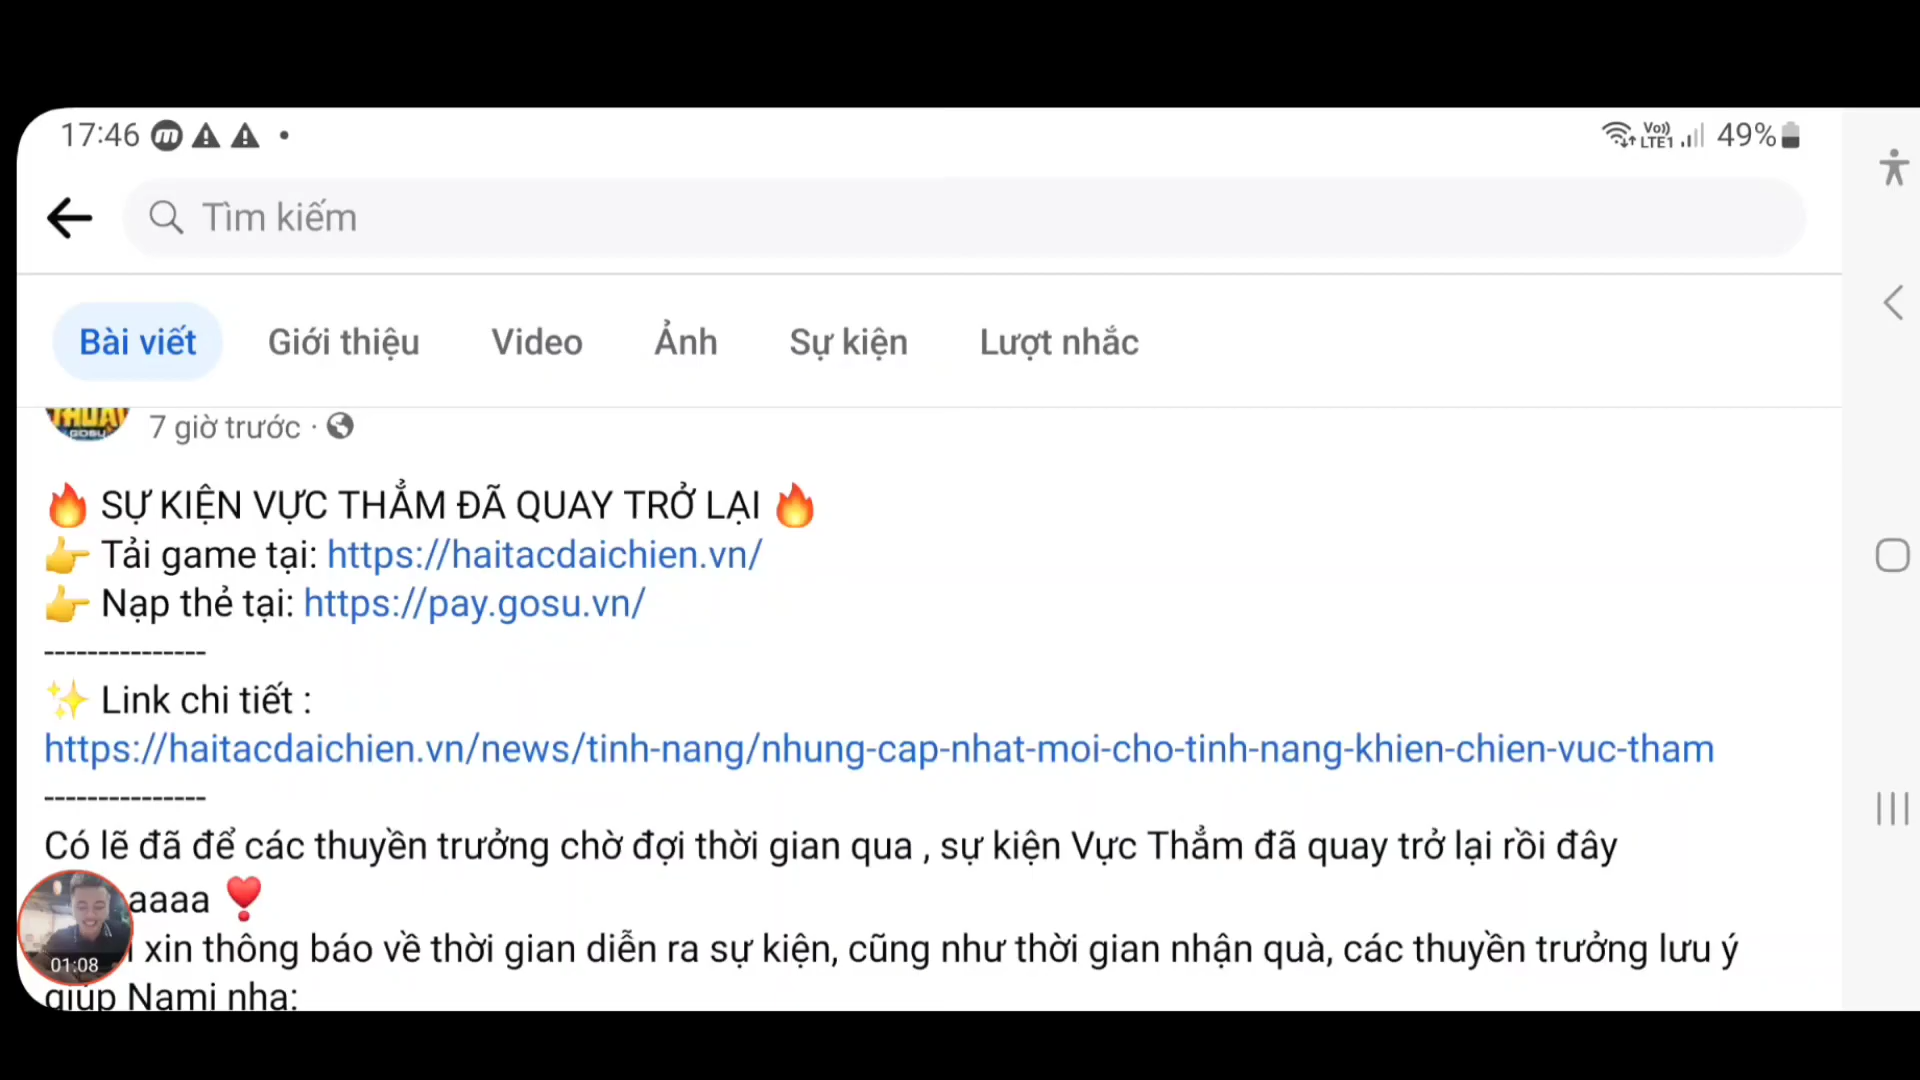 17:46
Vo))
LTE1
49%
Tìm kiếm
Bài viết Giới thiệu Video Ảnh Sự kiện Lượt nhắc
GOSU
7 giờ trước ·
🔥 SỰ KIỆN VỰC THẲM ĐÃ QUAY TRỞ LẠI 🔥
👉 Tải game tại: https://haitacdaichien.vn/
👉 Nạp thẻ tại: https://pay.gosu.vn/
---------------
✨ Link chi tiết :
https://haitacdaichien.vn/news/tinh-nang/nhung-cap-nhat-moi-cho-tinh-nang-khien-chien-vuc-tham
---------------
Có lẽ đã để các thuyền trưởng chờ đợi thời gian qua , sự kiện Vực Thẳm đã quay trở lại rồi đây
aaaa ❣️
xin thông báo về thời gian diễn ra sự kiện, cũng như thời gian nhận quà, các thuyền trưởng lưu ý
01:08
giúp Nami nha: